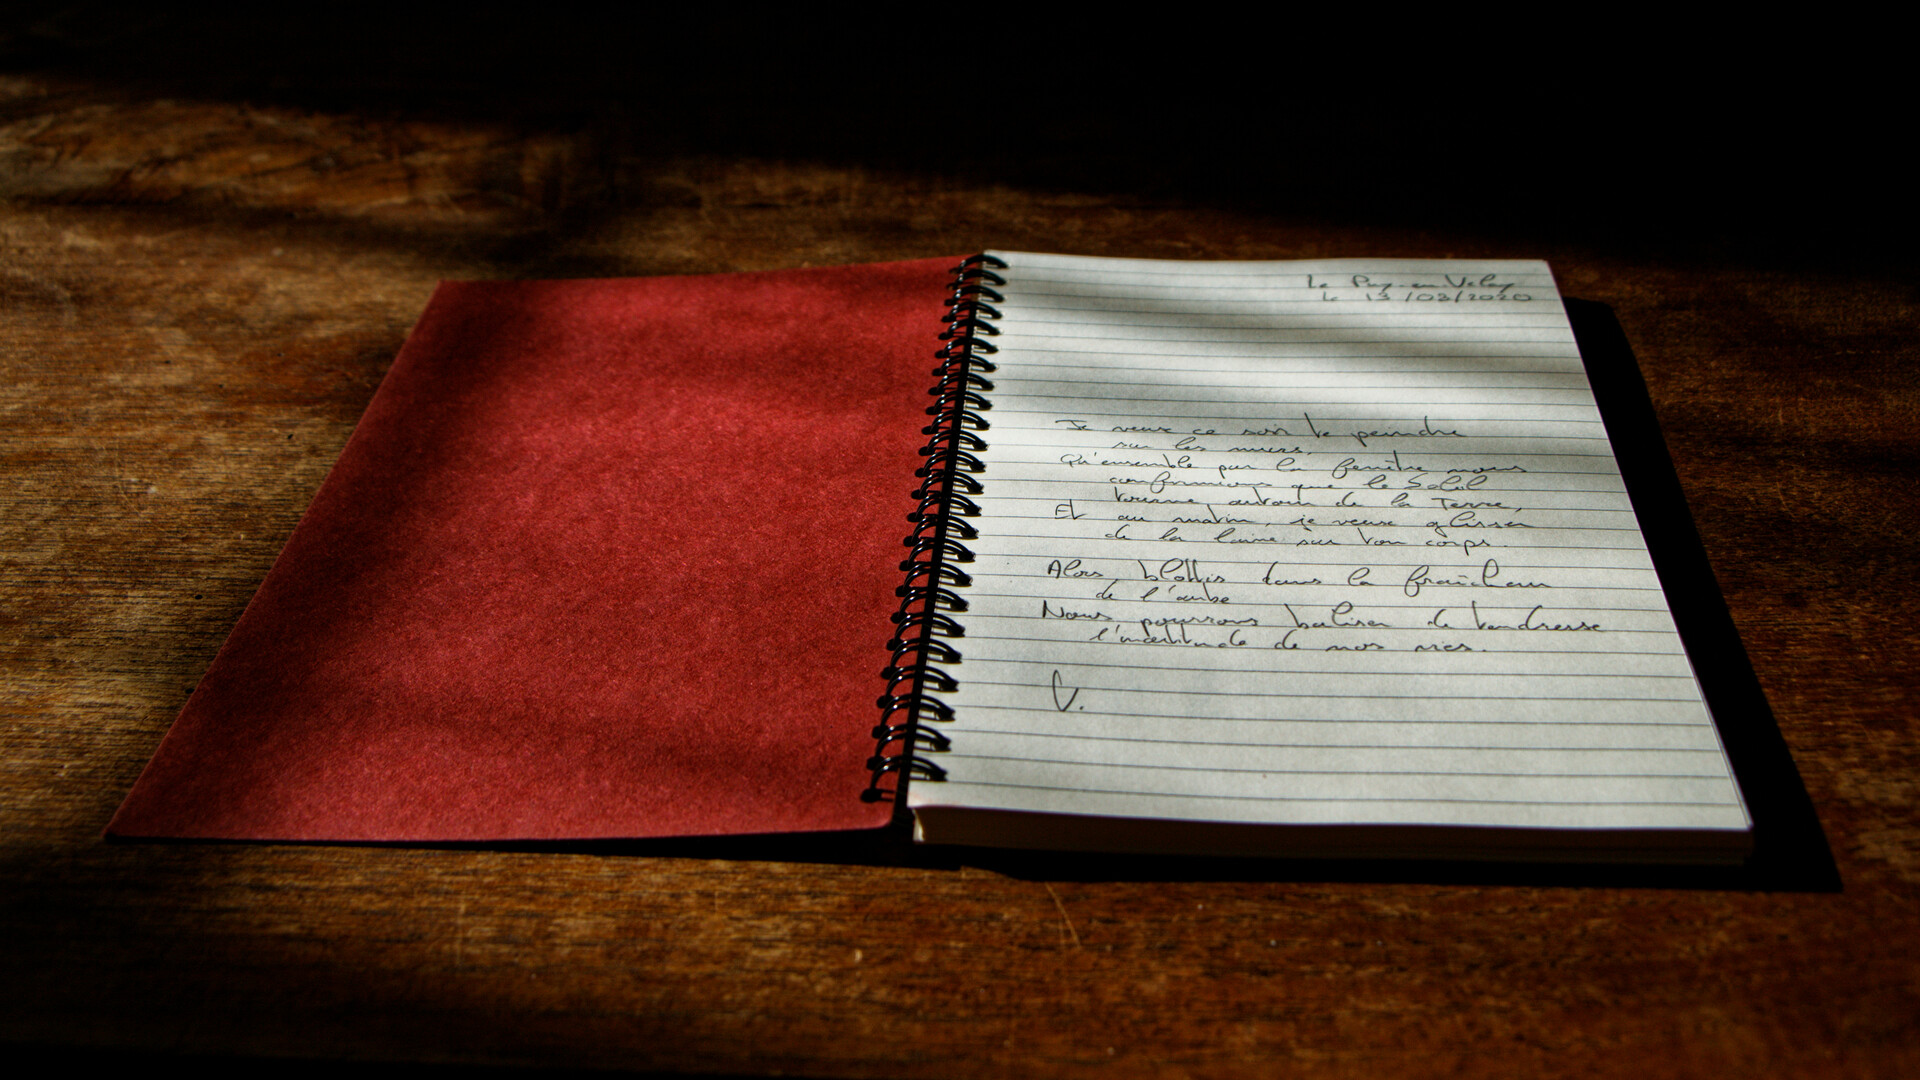 Le Puy-en-Velay
Le 13/03/2020
Je veux ce soir te peindre
sur les murs,
Qu'ensemble par la fenêtre nous
confirmions que le Soleil
tourne autour de la Terre,
Et au matin, je veux glisser
de la laine sur ton corps.
Alors, blottis dans la fraîcheur
de l'aube
Nous pourrons baliser de tendresse
l'incertitude de nos vies.
V.